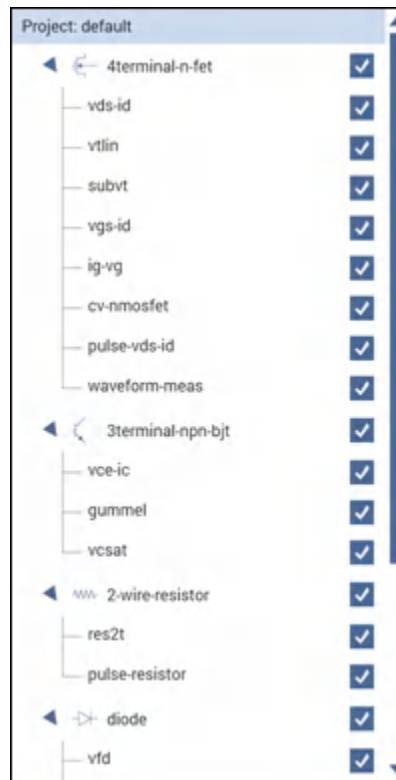 Project: default
4terminal-n-fet
vds-id
vtlin
subvt
vgs-id
ig-vg
cv-nmosfet
pulse-vds-id
waveform-meas
3terminal-npn-bjt
vce-ic
gummel
vcsat
2-wire-resistor
res2t
pulse-resistor
diode
vfd